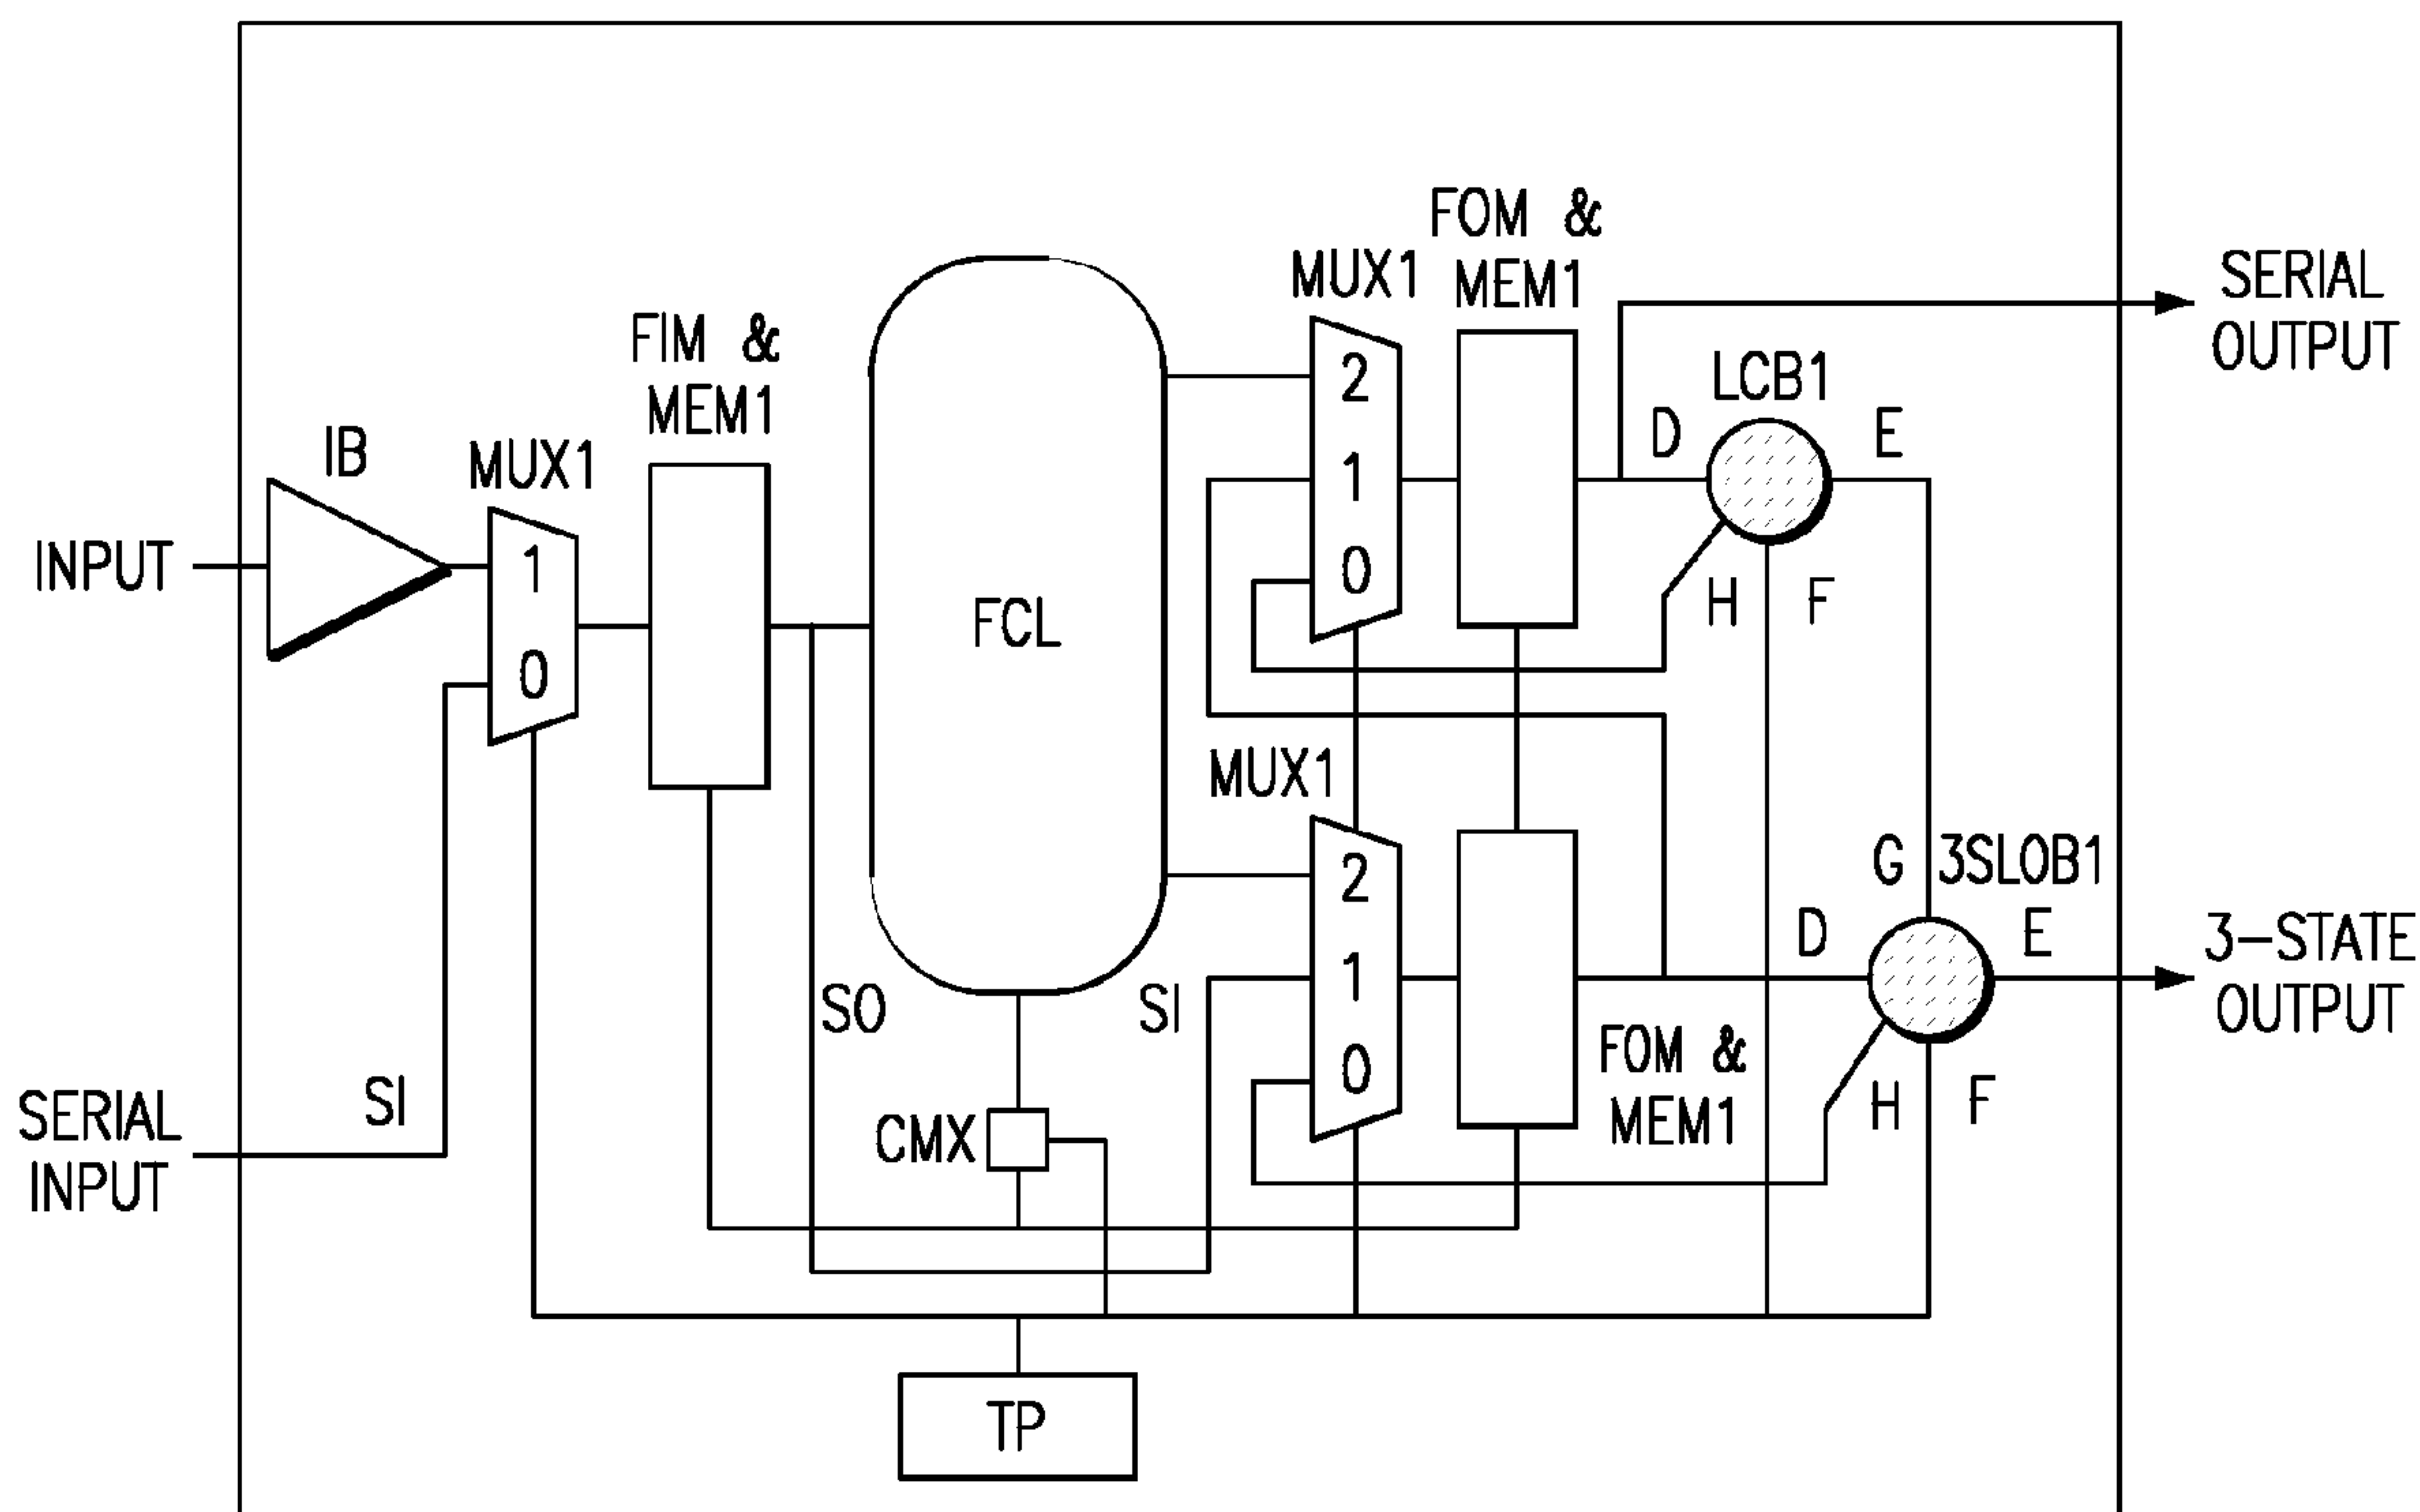 FOM &
MEM1
MUX1
SERIAL
OUTPUT
FIM &
MEM1
LCB1
D
E
2
1
0
IB
MUX1
INPUT
1
0
FCL
H
F
MUX1
G
3SLOB1
2
1
0
D
E
3-STATE
OUTPUT
SO
SI
FOM &
MEM1
H
F
SI
SERIAL
INPUT
CMX
TP